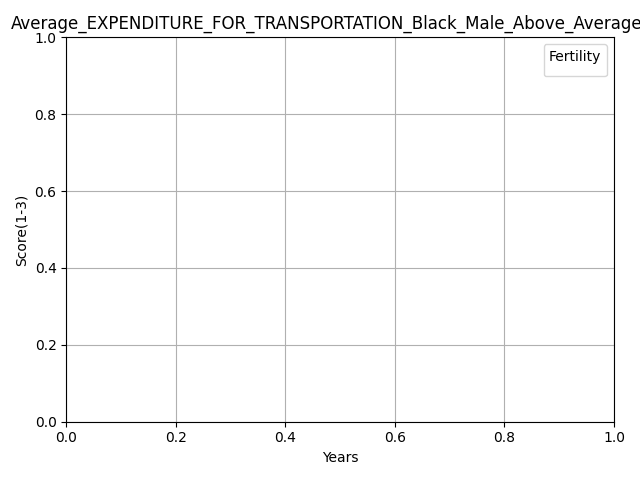 Average_EXPENDITURE_FOR_TRANSPORTATION_Black_Male_Above_Average
Fertility
1.0
0.8
0.6
0.4
0.2
0.0
Score(1-3)
0.0 0.2 0.4 0.6 0.8 1.0
Years